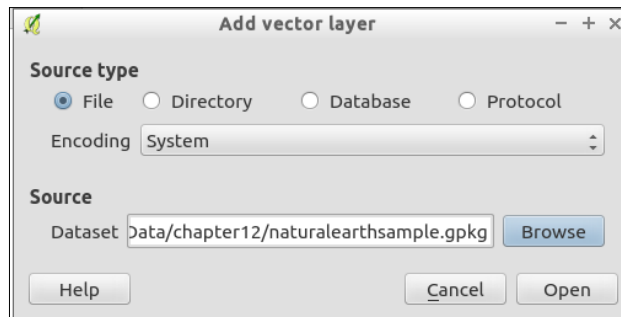 Add vector layer
Source type
File Directory Database Protocol
Encoding System
Source
Dataset Data/chapter12/naturalearthsample.gpkg Browse
Help Cancel Open